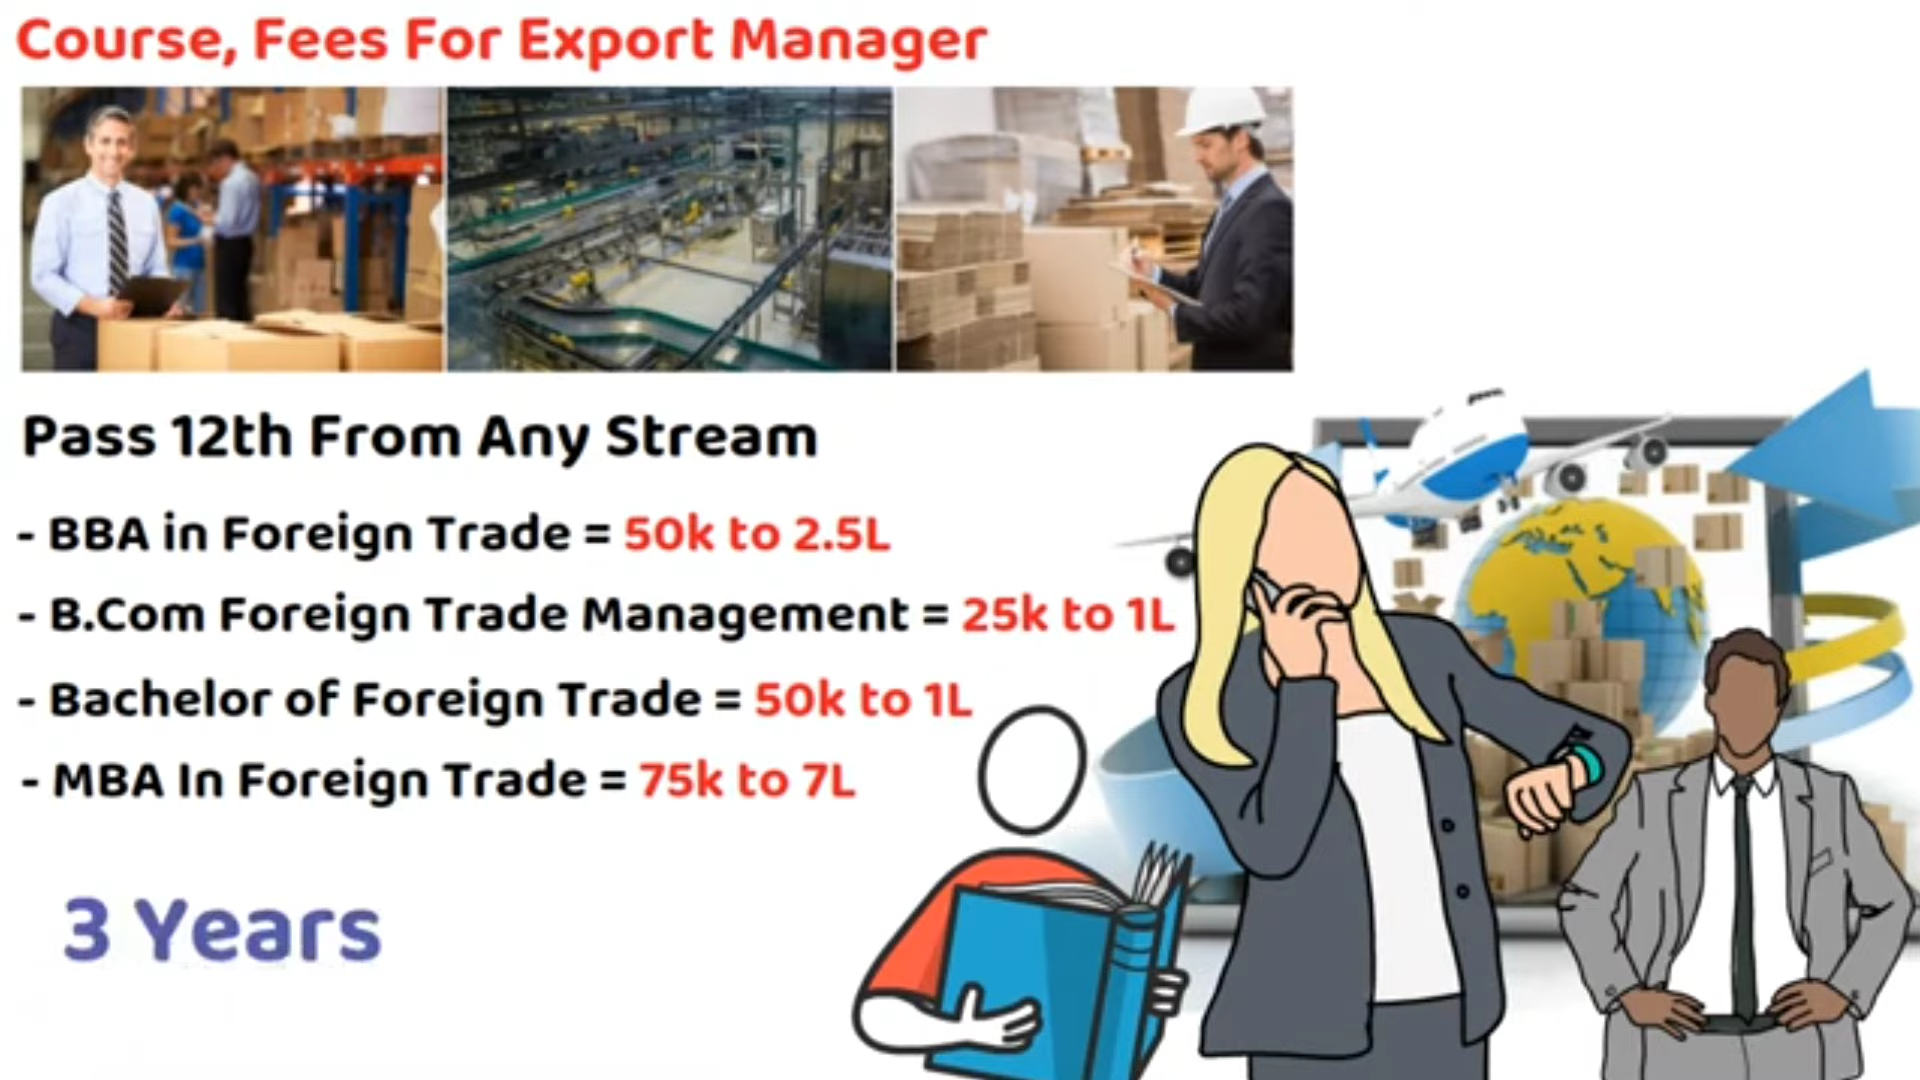 Course, Fees For Export Manager
Pass 12th From Any Stream
- BBA in Foreign Trade = 50k to 2.5L
- B.Com Foreign Trade Management = 25k to 1L
- Bachelor of Foreign Trade = 50k to 1L
- MBA In Foreign Trade = 75k to 7L
3 Years